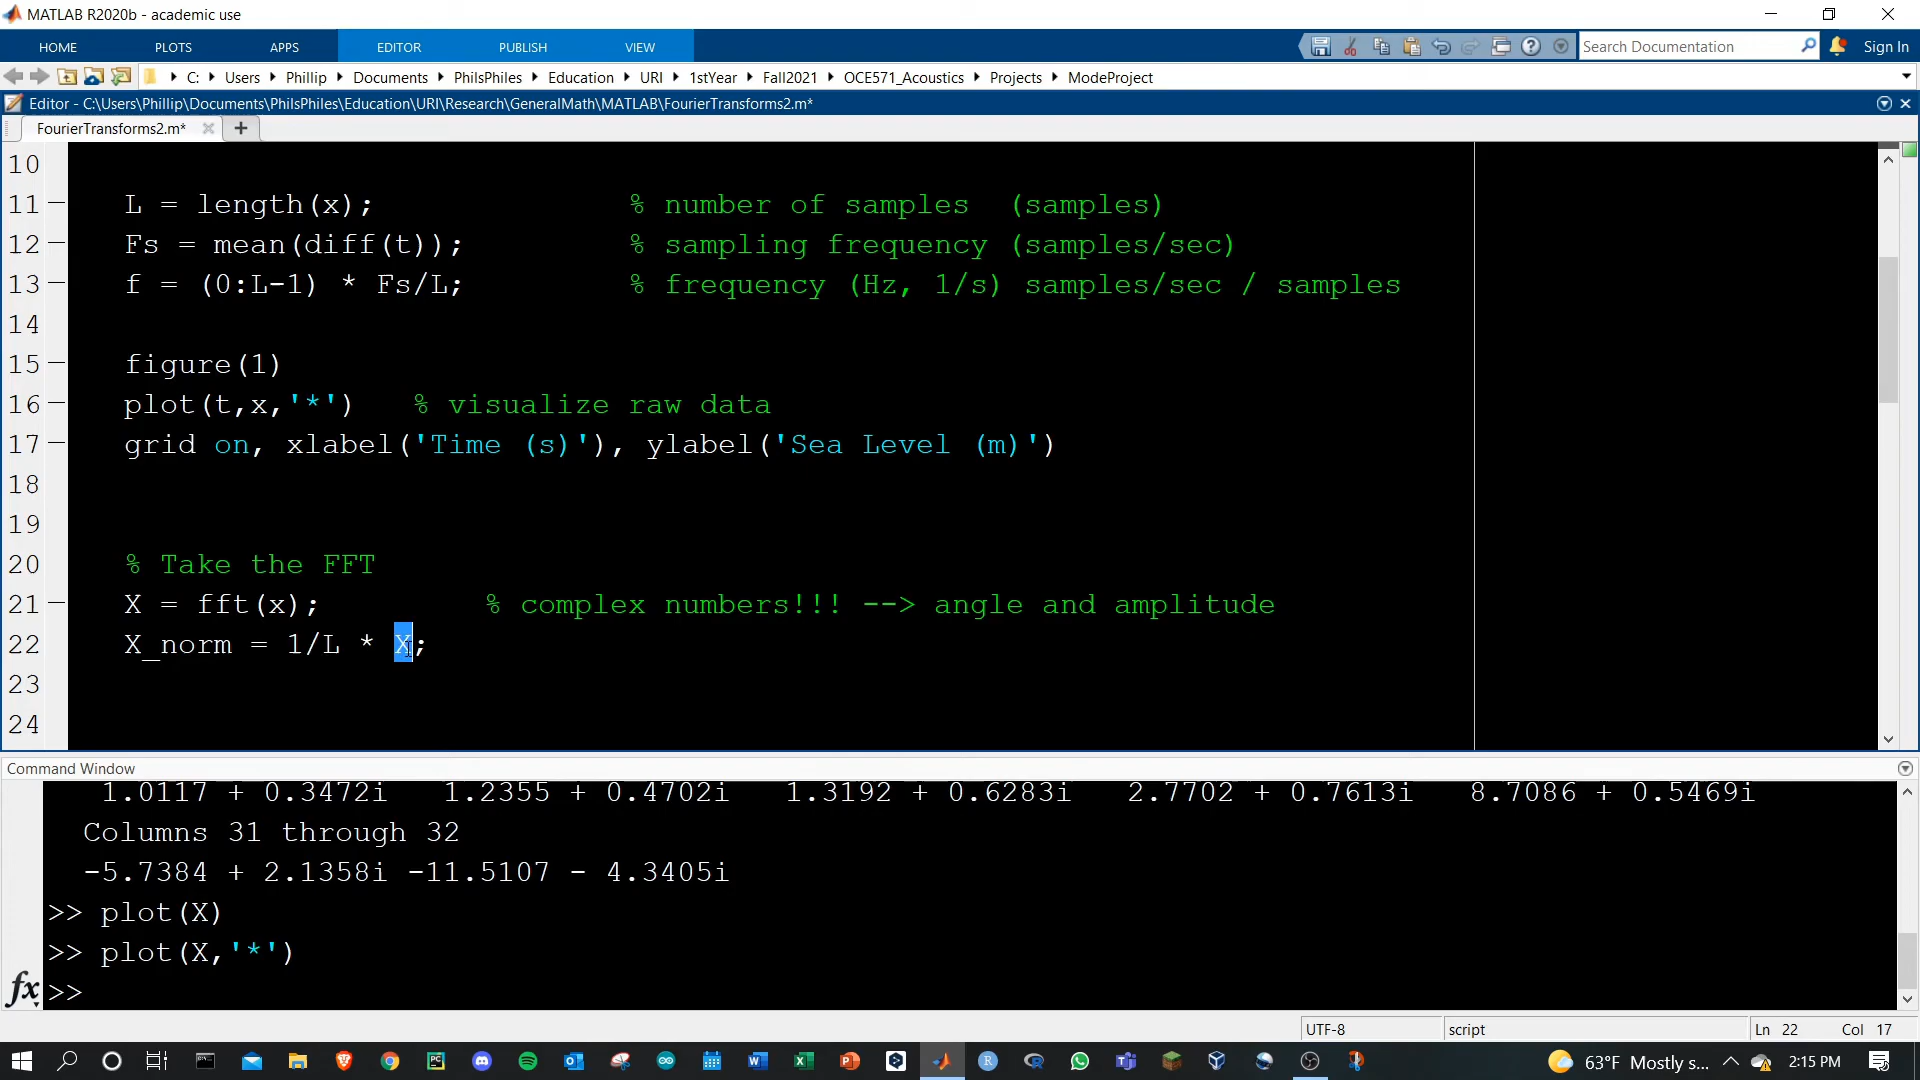 MATLAB R2020b - academic use
HOME PLOTS APPS EDITOR PUBLISH VIEW Search Documentation Sign In
C: Users Phillip Documents PhilsPhiles Education URI 1stYear Fall2021 OCE571_Acoustics Projects ModeProject
Editor - C:\Users\Phillip\Documents\PhilsPhiles\Education\URI\Research\GeneralMath\MATLAB\FourierTransforms2.m*
FourierTransforms2.m*
10
11 L = length(x); % number of samples (samples)
12 Fs = mean(diff(t)); % sampling frequency (samples/sec)
13 f = (0:L-1) * Fs/L; % frequency (Hz, 1/s) samples/sec / samples
14
15 figure(1)
16 plot(t,x,'*') % visualize raw data
17 grid on, xlabel('Time (s)'), ylabel('Sea Level (m)')
18
19
20 % Take the FFT
21 X = fft(x); % complex numbers!!! --> angle and amplitude
22 X_norm = 1/L * X;
23
24
Command Window
1.0117 + 0.3472i 1.2355 + 0.4702i 1.3192 + 0.6283i 2.7702 + 0.7613i 8.7086 + 0.5469i
Columns 31 through 32
-5.7384 + 2.1358i -11.5107 - 4.3405i
>> plot(X)
>> plot(X,'*')
fx >>
UTF-8 script Ln 22 Col 17
63°F Mostly s... 2:15 PM